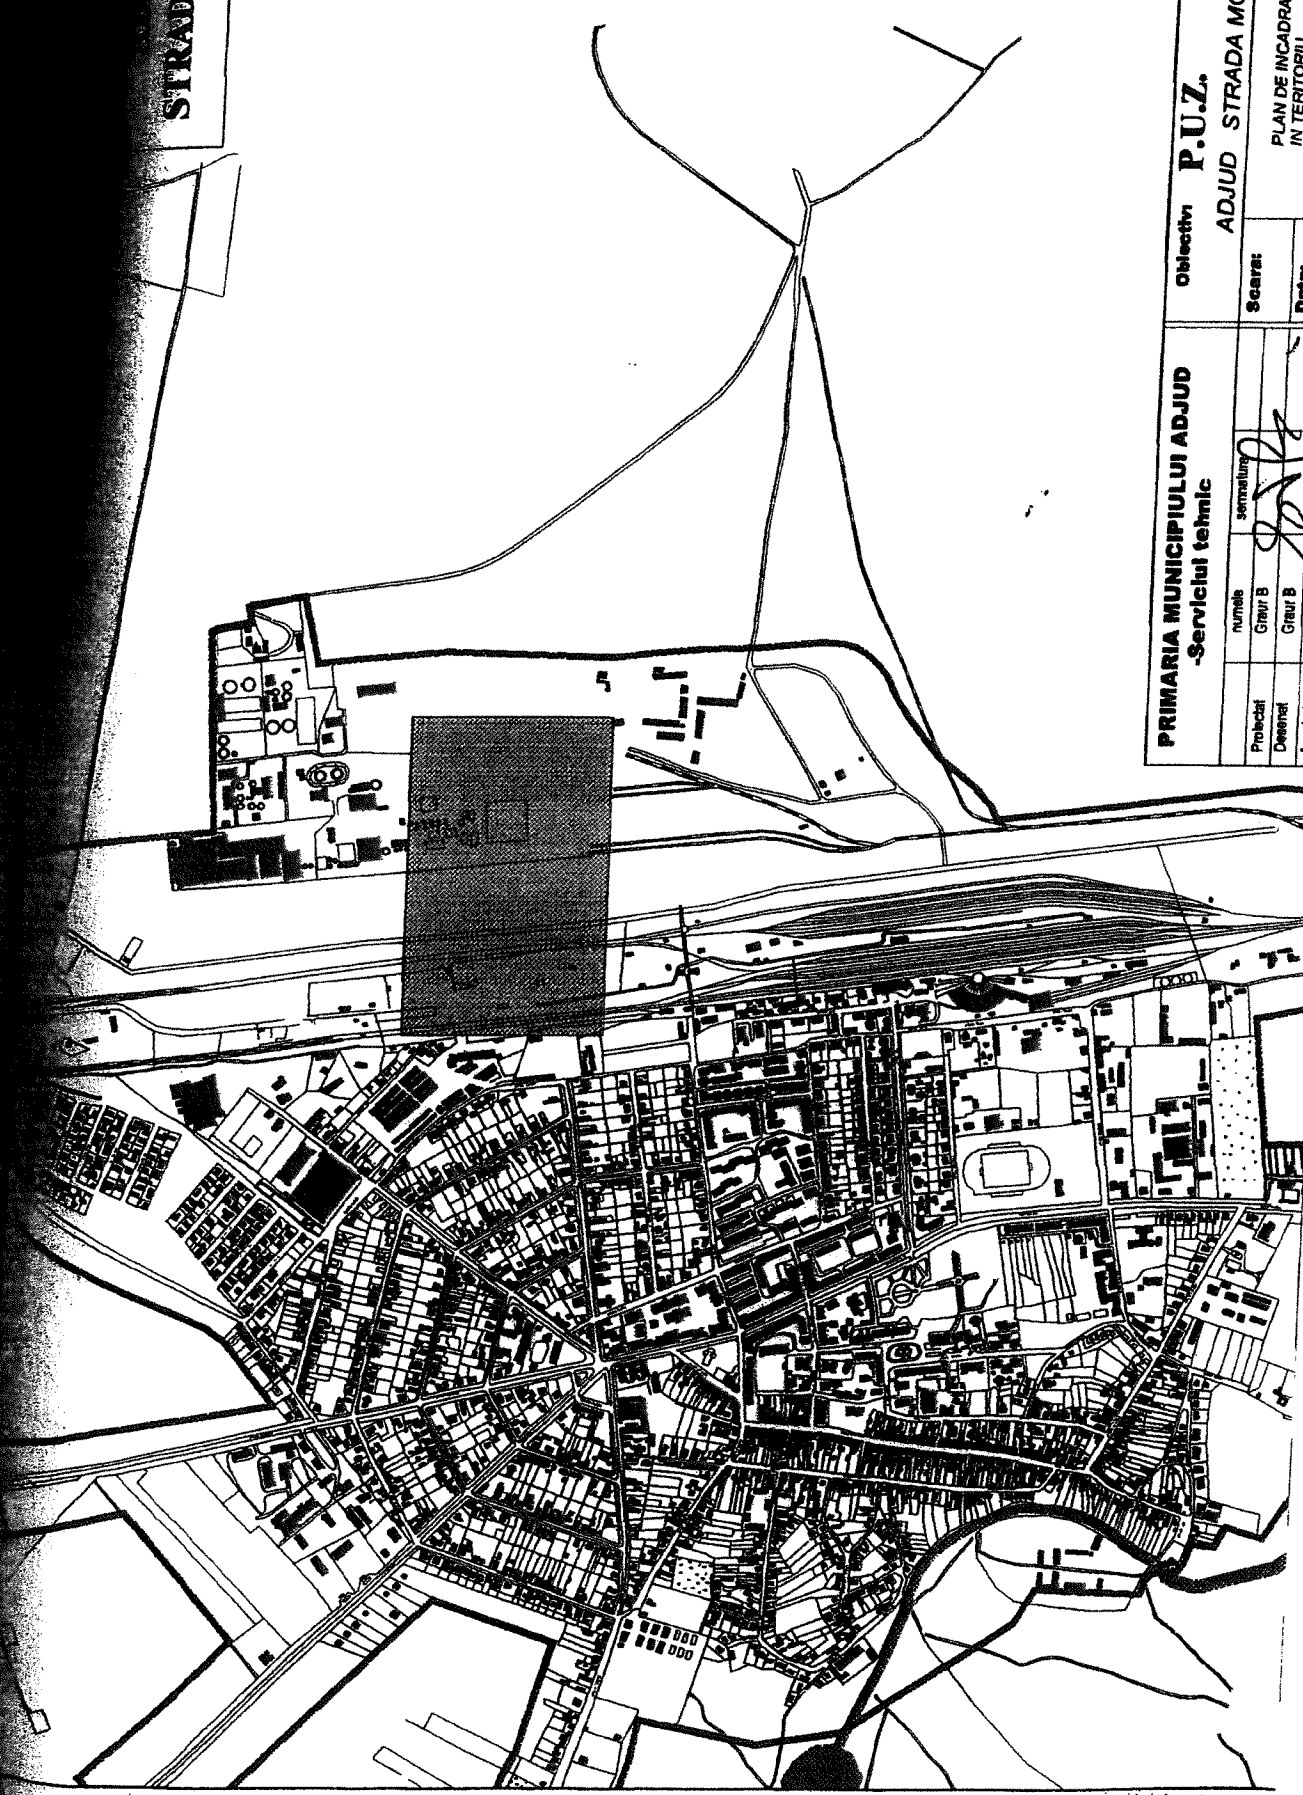 STRAD
PRIMARIA MUNICIPIULUI ADJUD
-Serviciul tehnic
Obiectiv: P.U.Z.
ADJUD STRADA MO
numele semnatura Scara:
PLAN DE INCADRA
IN TERITORIU
Proiectat Graur B
Desenat Graur B